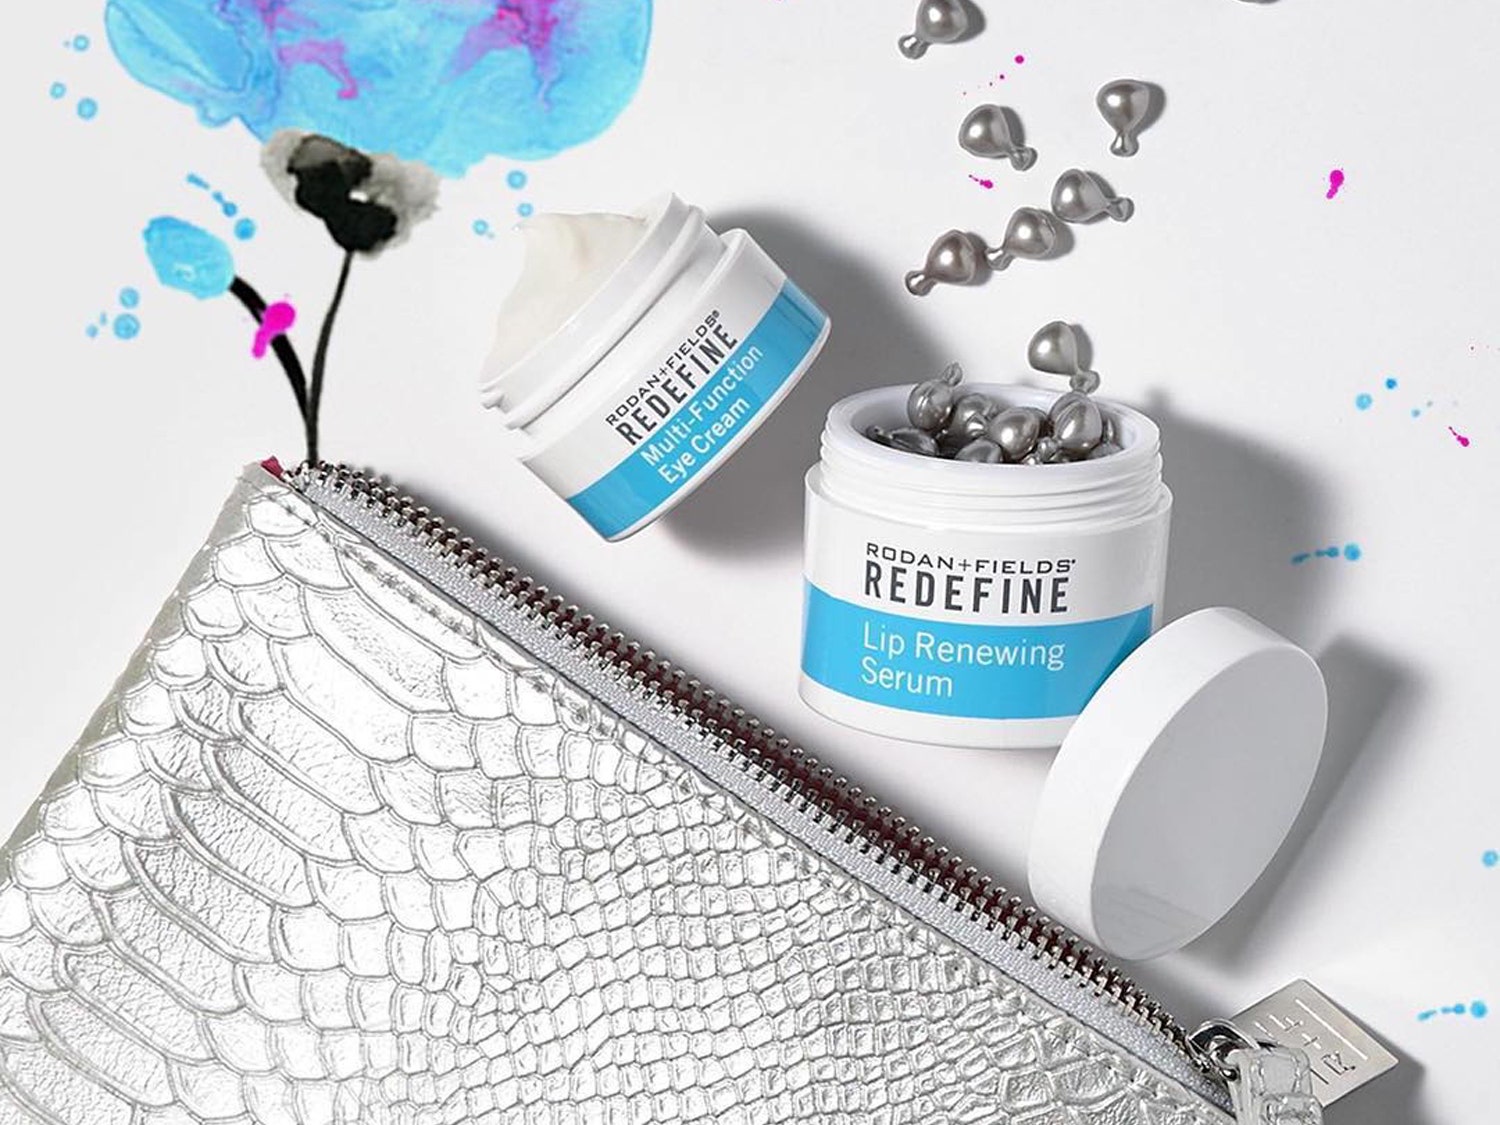 RODAN+FIELDS®
REDEFINE
Multi-Function
Eye Cream
RODAN+FIELDS®
REDEFINE
Lip Renewing
Serum